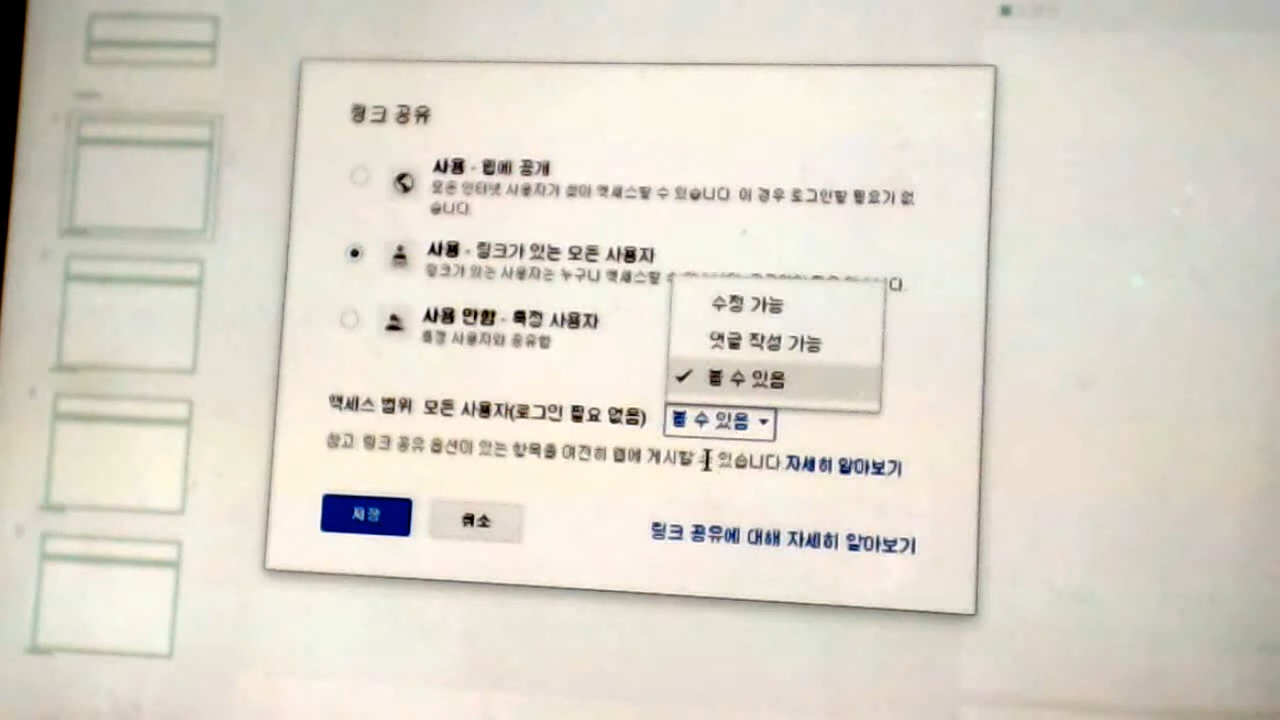 링크 공유
사용 - 웹에 공개
모든 인터넷 사용자가 찾아 액세스할 수 있습니다. 이 경우 로그인할 필요가 없
습니다.
사용 - 링크가 있는 모든 사용자
링크가 있는 사용자는 누구나 액세스할
수정 가능
사용 안함 - 특정 사용자
특정 사용자와 공유함
댓글 작성 가능
볼 수 있음
액세스 범위 모든 사용자(로그인 필요 없음) 볼 수 있음
참고: 링크 공유 옵션이 있는 항목을 여전히 웹에 게시할 수 있습니다. 자세히 알아보기
저장 취소 링크 공유에 대해 자세히 알아보기